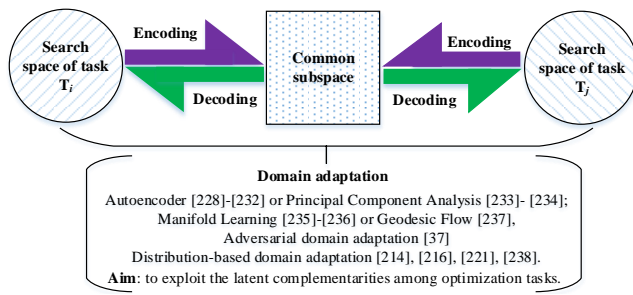 Encoding
Encoding
Search
space of task
Tᵢ
Common
subspace
Search
space of task
Tⱼ
Decoding
Decoding
Domain adaptation
Autoencoder [228]-[232] or Principal Component Analysis [233]- [234];
Manifold Learning [235]-[236] or Geodesic Flow [237],
Adversarial domain adaptation [37]
Distribution-based domain adaptation [214], [216], [221], [238].
Aim: to exploit the latent complementarities among optimization tasks.